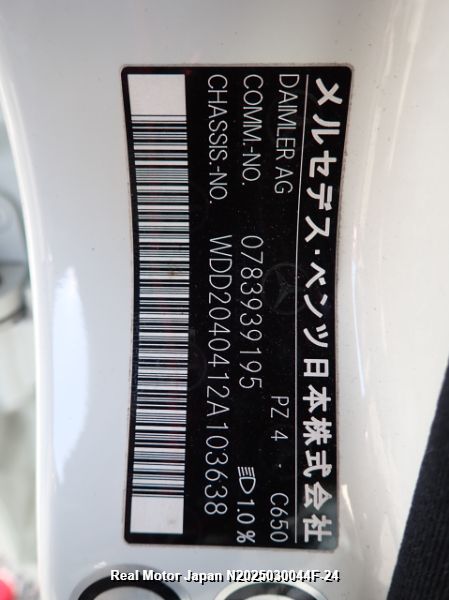 メルセデス・ベンツ日本株式会社
DAIMLER AG PZ 4 · C650
COMM.-NO. 0783939195 1.0 %
CHASSIS.-NO. WDD2040412A103638
Real Motor Japan N2025030044F-24